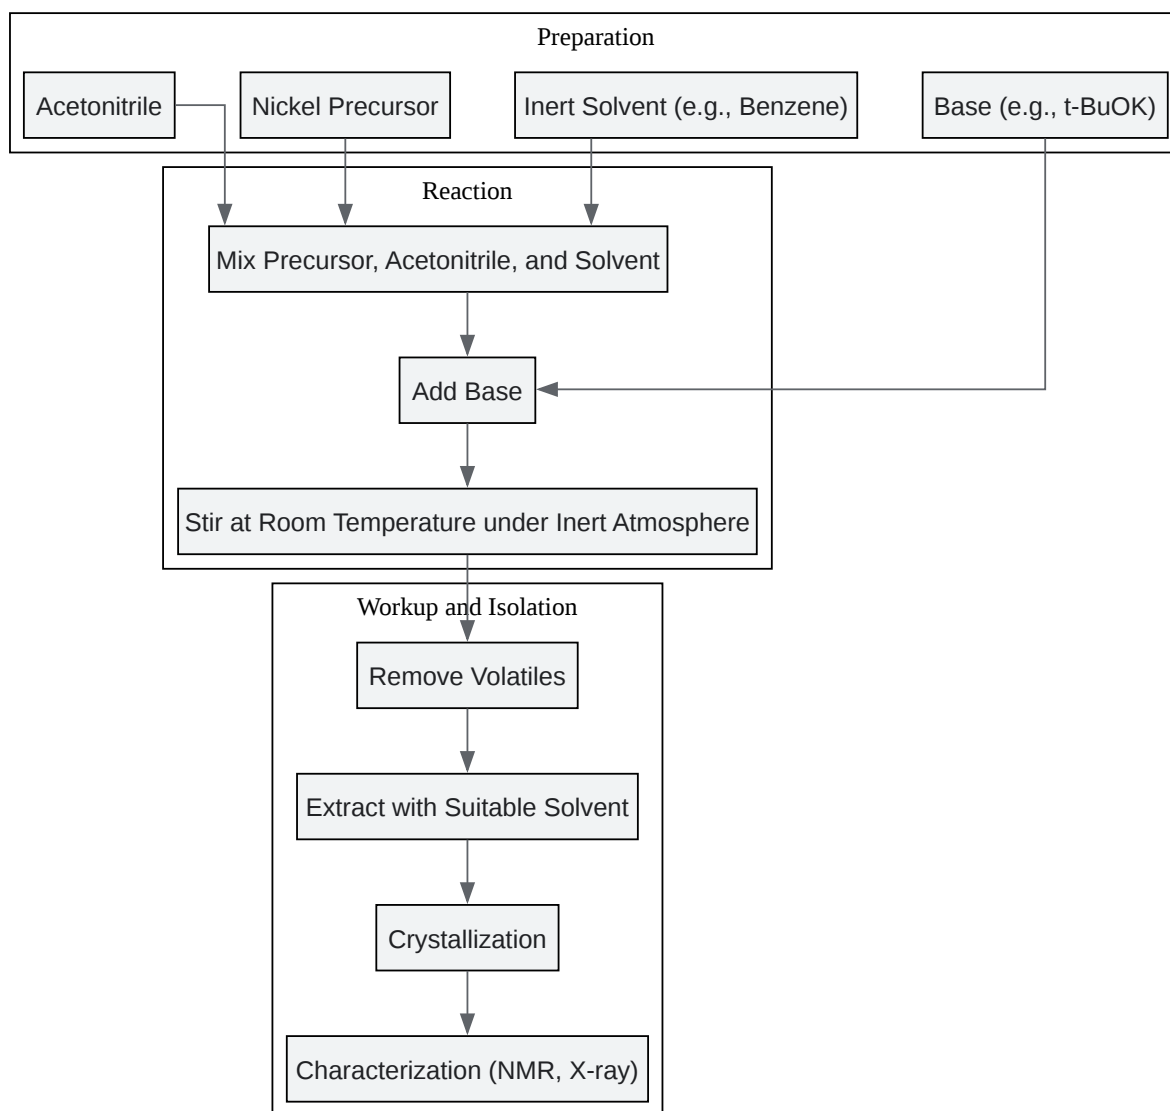 Preparation
Acetonitrile
Nickel Precursor
Inert Solvent (e.g., Benzene)
Base (e.g., t-BuOK)
Reaction
Mix Precursor, Acetonitrile, and Solvent
Add Base
Stir at Room Temperature under Inert Atmosphere
Workup and Isolation
Remove Volatiles
Extract with Suitable Solvent
Crystallization
Characterization (NMR, X-ray)